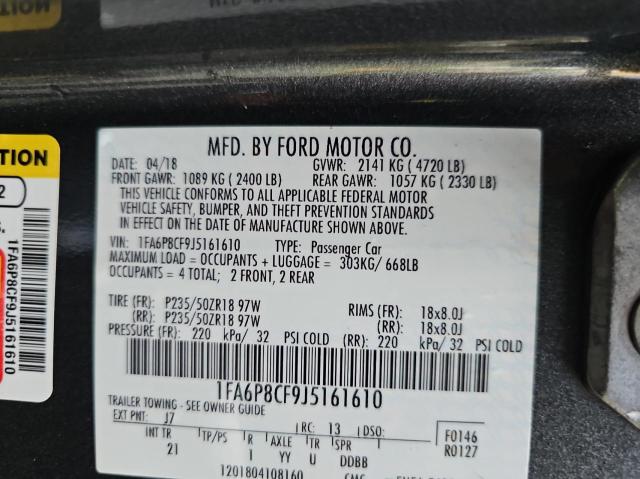 MFD. BY FORD MOTOR CO.
DATE: 04/18 GVWR: 2141 KG ( 4720 LB)
FRONT GAWR: 1089 KG ( 2400 LB) REAR GAWR: 1057 KG ( 2330 LB)
THIS VEHICLE CONFORMS TO ALL APPLICABLE FEDERAL MOTOR
VEHICLE SAFETY, BUMPER, AND THEFT PREVENTION STANDARDS
IN EFFECT ON THE DATE OF MANUFACTURE SHOWN ABOVE.
VIN: 1FA6P8CF9J5161610 TYPE: Passenger Car
MAXIMUM LOAD = OCCUPANTS + LUGGAGE = 303KG/ 668LB
OCCUPANTS = 4 TOTAL; 2 FRONT, 2 REAR
TIRE (FR): P235/50ZR18 97W RIMS (FR): 18x8.0J
(RR): P235/50ZR18 97W (RR): 18x8.0J
PRESSURE (FR): 220 kPa/ 32 PSI COLD (RR): 220 kPa/ 32 PSI COLD
1FA6P8CF9J5161610
TRAILER TOWING - SEE OWNER GUIDE
EXT PNT: J7 RC: 13 DSO: F0146
INT TR TP/PS R AXLE TR SPR R0127
21 I YY U DDBB
1201804108160
TION
2
1FA6P8CF9J5161610